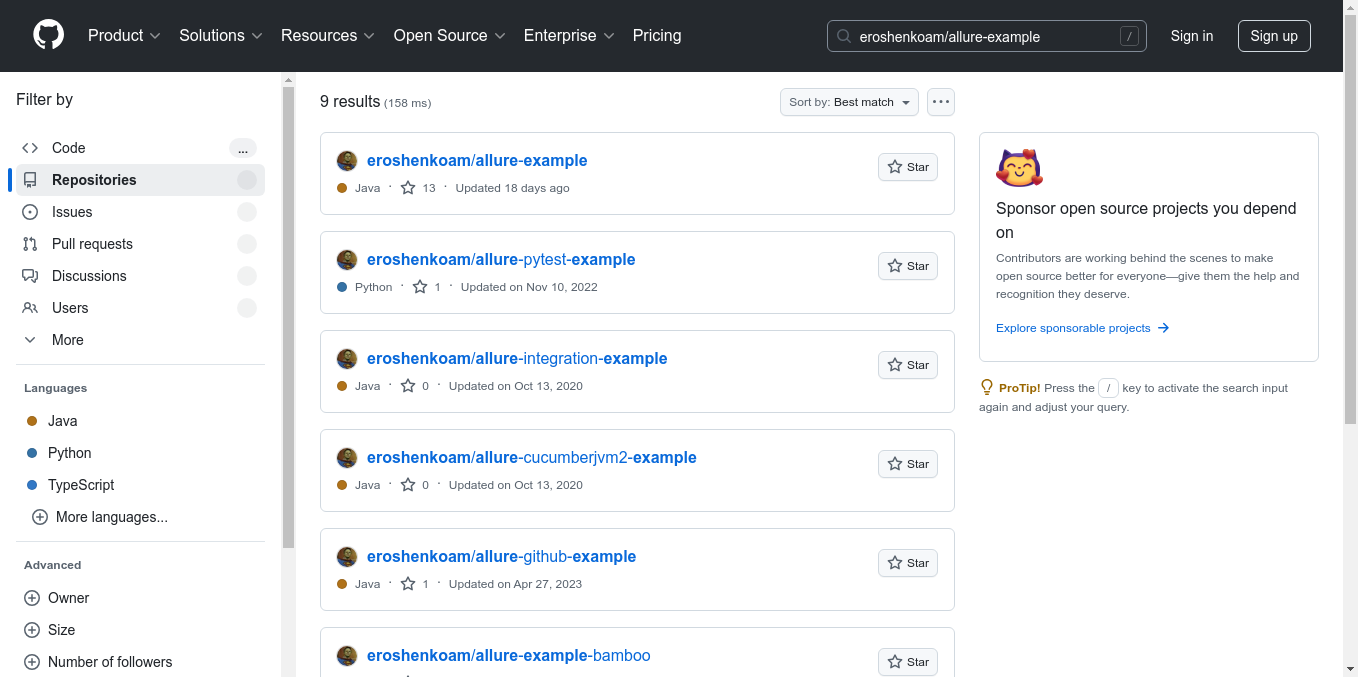 Product Solutions Resources Open Source Enterprise Pricing eroshenkoam/allure-example / Sign in Sign up
Filter by
Code ...
Repositories
Issues
Pull requests
Discussions
Users
More
Languages
Java
Python
TypeScript
More languages...
Advanced
Owner
Size
Number of followers
9 results (158 ms)
Sort by: Best match
eroshenkoam/allure-example
Star
Java · 13 · Updated 18 days ago
eroshenkoam/allure-pytest-example
Star
Python · 1 · Updated on Nov 10, 2022
eroshenkoam/allure-integration-example
Star
Java · 0 · Updated on Oct 13, 2020
eroshenkoam/allure-cucumberjvm2-example
Star
Java · 0 · Updated on Oct 13, 2020
eroshenkoam/allure-github-example
Star
Java · 1 · Updated on Apr 27, 2023
eroshenkoam/allure-example-bamboo
Star
Sponsor open source projects you depend
on
Contributors are working behind the scenes to make
open source better for everyone—give them the help and
recognition they deserve.
Explore sponsorable projects
ProTip! Press the / key to activate the search input
again and adjust your query.